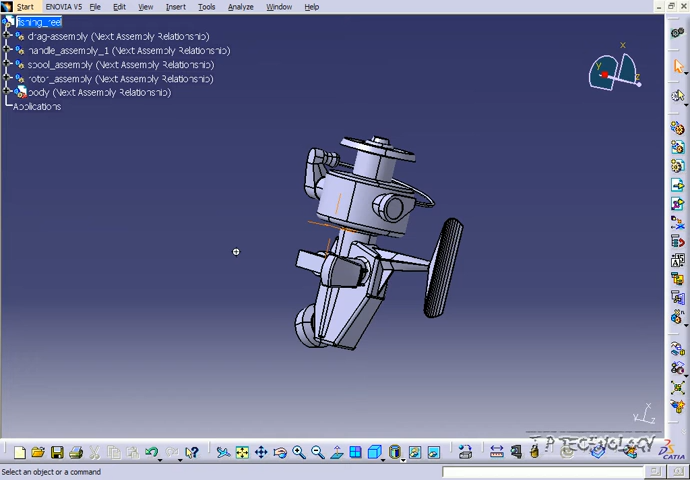 Start ENOVIA V5 File Edit View Insert Tools Analyze Window Help
fishing_reel
drag-assembly (Next Assembly Relationship)
handle_assembly_1 (Next Assembly Relationship)
spool_assembly (Next Assembly Relationship)
rotor_assembly (Next Assembly Relationship)
body (Next Assembly Relationship)
Applications
x
y
z
x
y
z
TECHNOLOGY
CATIA
Select an object or a command